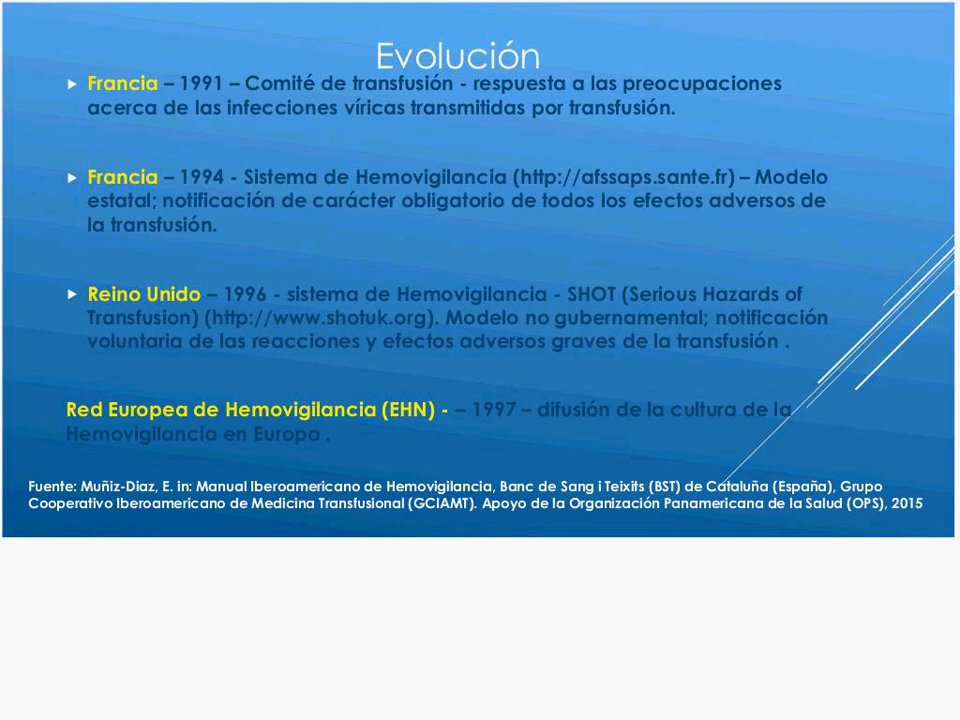 Evolución
Francia – 1991 – Comité de transfusión - respuesta a las preocupaciones
acerca de las infecciones víricas transmitidas por transfusión.
Francia – 1994 - Sistema de Hemovigilancia (http://afssaps.sante.fr) – Modelo
estatal; notificación de carácter obligatorio de todos los efectos adversos de
la transfusión.
Reino Unido – 1996 - sistema de Hemovigilancia - SHOT (Serious Hazards of
Transfusion) (http://www.shotuk.org). Modelo no gubernamental; notificación
voluntaria de las reacciones y efectos adversos graves de la transfusión .
Red Europea de Hemovigilancia (EHN) - – 1997 – difusión de la cultura de la
Hemovigilancia en Europa .
Fuente: Muñiz-Diaz, E. in: Manual Iberoamericano de Hemovigilancia, Banc de Sang i Teixits (BST) de Cataluña (España), Grupo
Cooperativo Iberoamericano de Medicina Transfusional (GCIAMT). Apoyo de la Organización Panamericana de la Salud (OPS), 2015